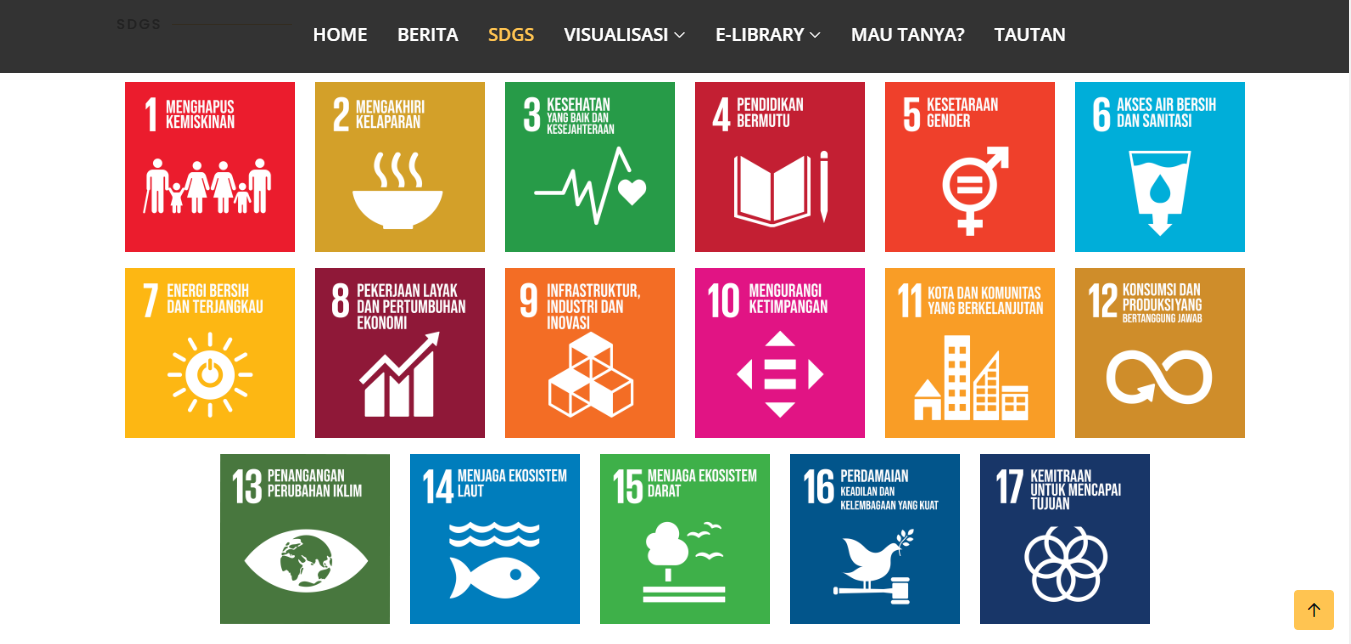 SDGS
HOME BERITA SDGS VISUALISASI E-LIBRARY MAU TANYA? TAUTAN
1 MENGHAPUS
KEMISKINAN
2 MENGAKHIRI
KELAPARAN
3 KESEHATAN
YANG BAIK DAN
KESEJAHTERAAN
4 PENDIDIKAN
BERMUTU
5 KESETARAAN
GENDER
6 AKSES AIR BERSIH
DAN SANITASI
7 ENERGI BERSIH
DAN TERJANGKAU
8 PEKERJAAN LAYAK
DAN PERTUMBUHAN
EKONOMI
9 INFRASTRUKTUR,
INDUSTRI DAN
INOVASI
10 MENGURANGI
KETIMPANGAN
11 KOTA DAN KOMUNITAS
YANG BERKELANJUTAN
12 KONSUMSI DAN
PRODUKSI YANG
BERTANGGUNG JAWAB
13 PENANGANAN
PERUBAHAN IKLIM
14 MENJAGA EKOSISTEM
LAUT
15 MENJAGA EKOSISTEM
DARAT
16 PERDAMAIAN
KEADILAN DAN
KELEMBAGAAN YANG KUAT
17 KEMITRAAN
UNTUK MENCAPAI
TUJUAN